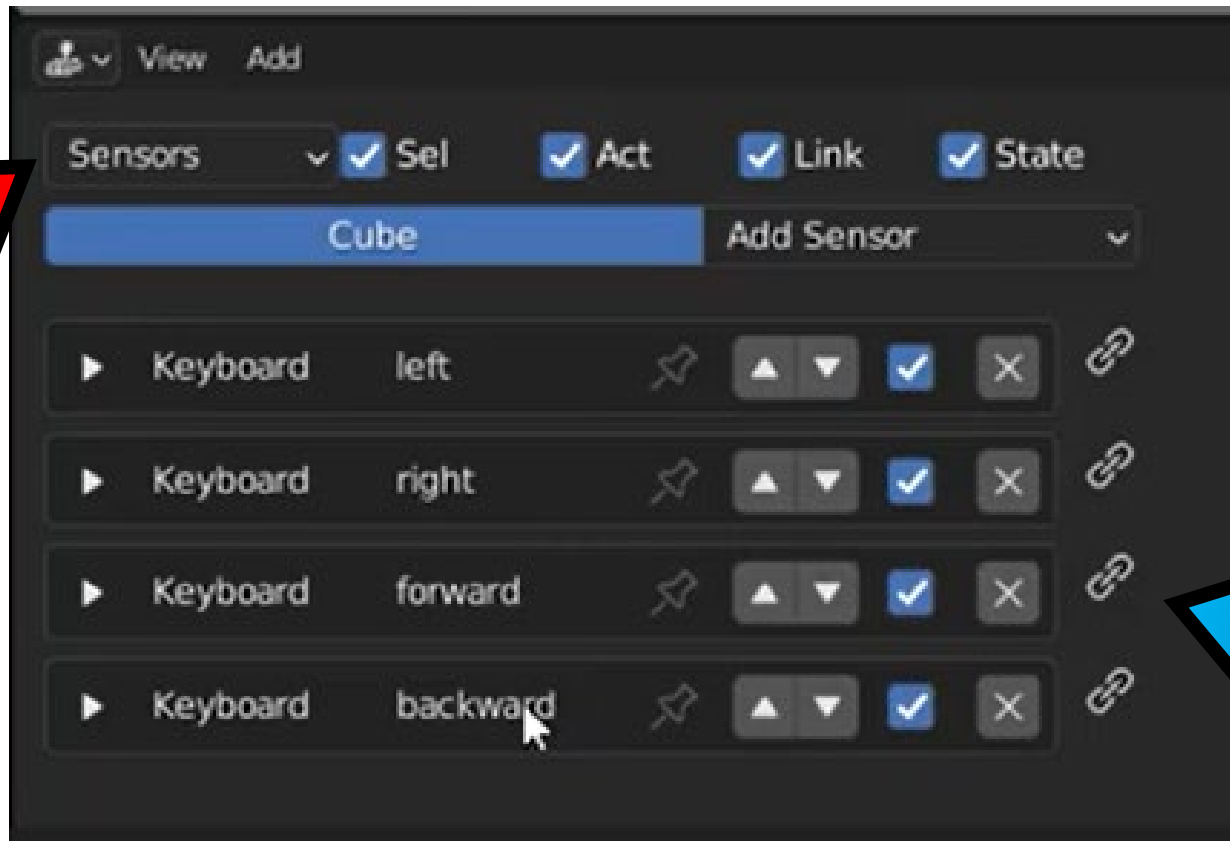 View Add
Sensors Sel Act Link State
Cube Add Sensor
Keyboard left
Keyboard right
Keyboard forward
Keyboard backward